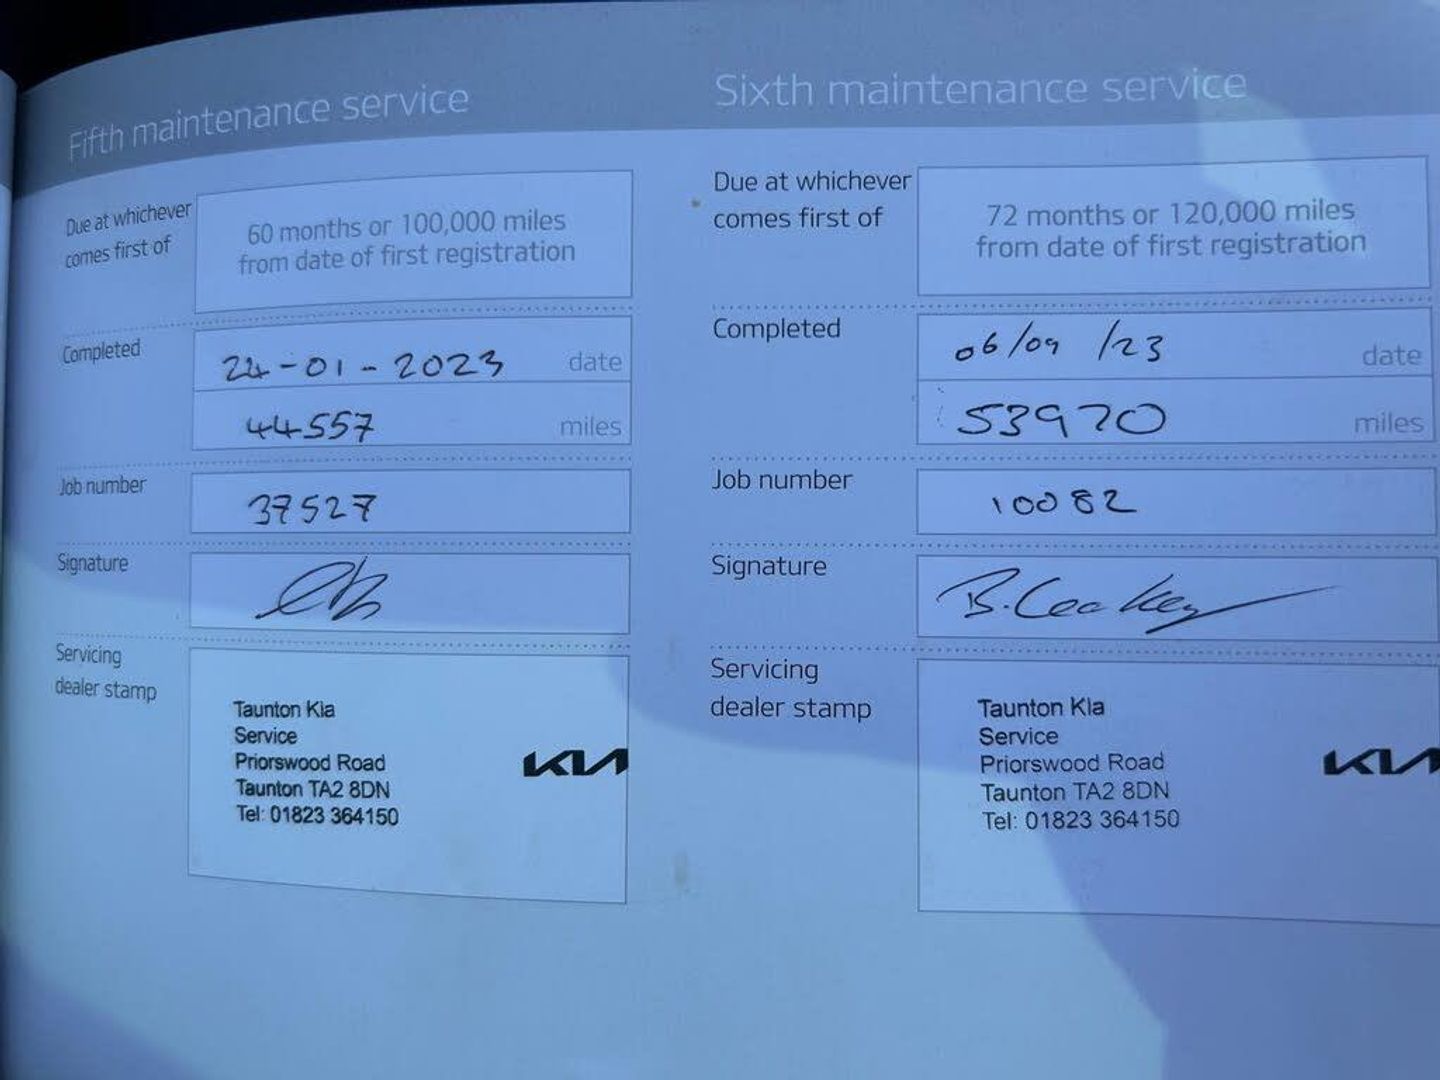 Fifth maintenance service
Due at whichever
comes first of
60 months or 100,000 miles
from date of first registration
Completed
24-01-2023 date
44557 miles
Job number
37527
Signature
Servicing
dealer stamp
Taunton Kia
Service
Priorswood Road
Taunton TA2 8DN
Tel: 01823 364150
KIA
Sixth maintenance service
Due at whichever
comes first of
72 months or 120,000 miles
from date of first registration
Completed
06/09/23 date
53970 miles
Job number
10082
Signature
Servicing
dealer stamp
Taunton Kia
Service
Priorswood Road
Taunton TA2 8DN
Tel: 01823 364150
KIA